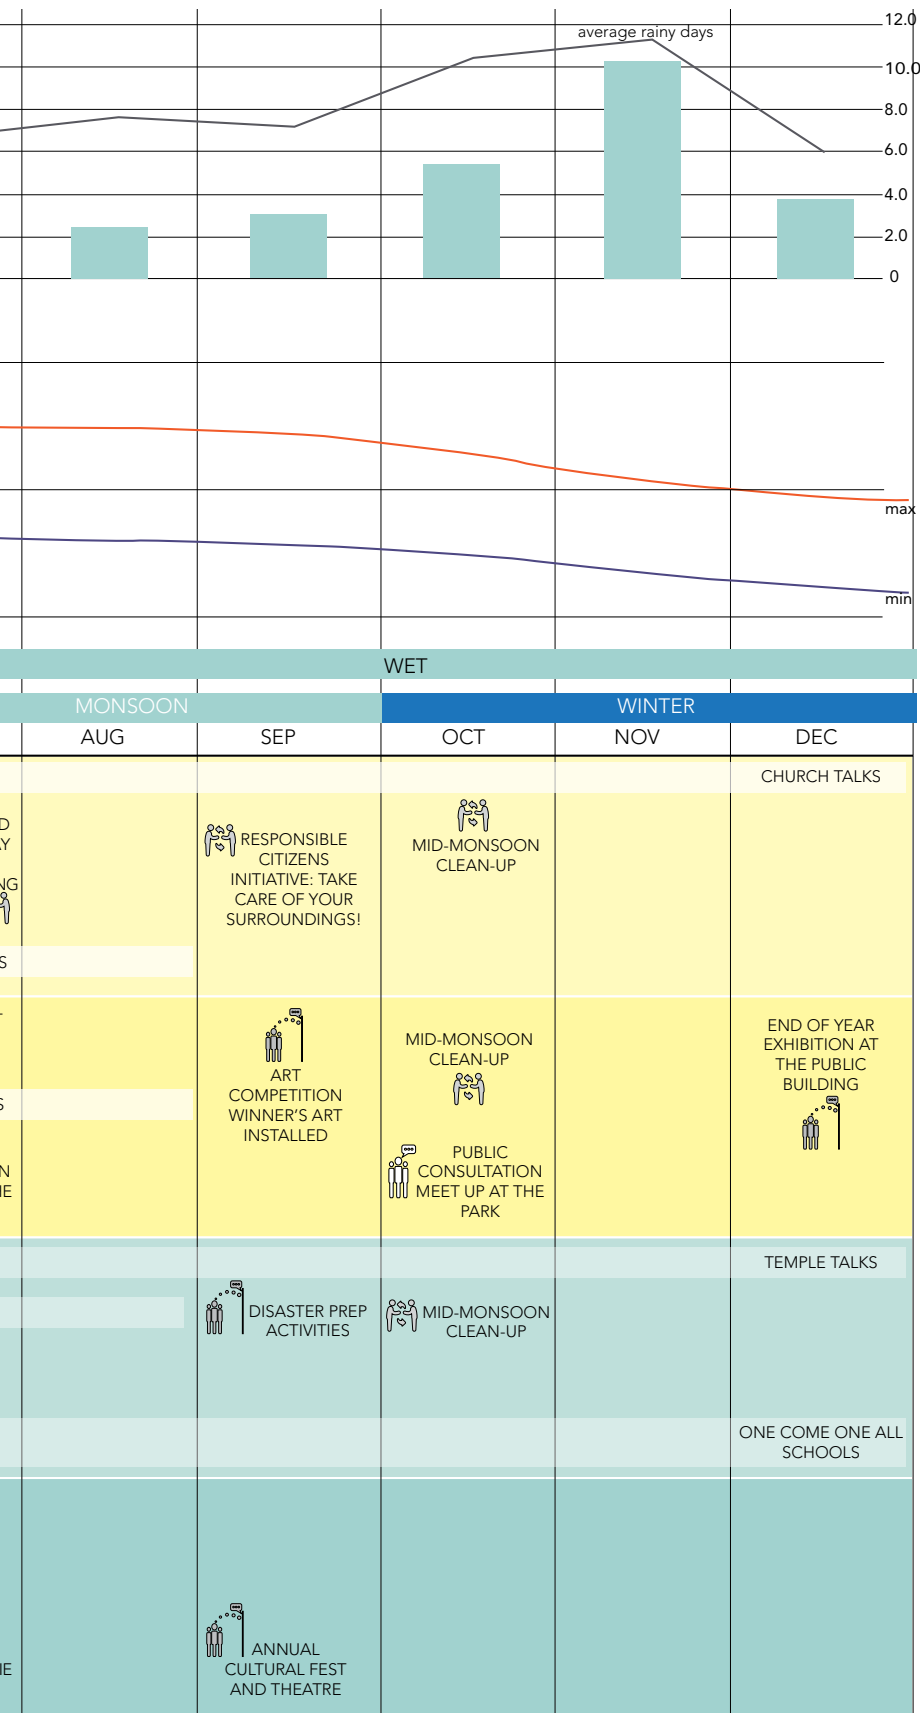 average rainy days
12.0
10.0
8.0
6.0
4.0
2.0
0
max
min
WET
MONSOON
WINTER
AUG
SEP
OCT
NOV
DEC
CHURCH TALKS
RESPONSIBLE
CITIZENS
INITIATIVE: TAKE
CARE OF YOUR
SURROUNDINGS!
MID-MONSOON
CLEAN-UP
ART
COMPETITION
WINNER'S ART
INSTALLED
MID-MONSOON
CLEAN-UP
PUBLIC
CONSULTATION
MEET UP AT THE
PARK
END OF YEAR
EXHIBITION AT
THE PUBLIC
BUILDING
TEMPLE TALKS
DISASTER PREP
ACTIVITIES
MID-MONSOON
CLEAN-UP
ONE COME ONE ALL
SCHOOLS
ANNUAL
CULTURAL FEST
AND THEATRE